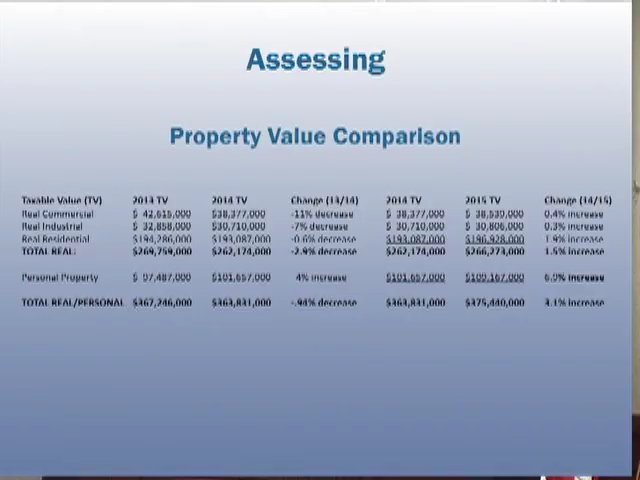 Assessing
Property Value Comparison
Taxable Value (TV) 2013 TV 2014 TV Change (13/14) 2014 TV 2015 TV Change (14/15)
Real Commercial $ 42,615,000 $38,377,000 -11% decrease $ 38,377,000 $ 38,539,000 0.4% increase
Real Industrial $ 32,858,000 $30,710,000 -7% decrease $ 30,710,000 $ 30,806,000 0.3% increase
Real Residential $194,286,000 $193,087,000 -0.6% decrease $193,087,000 $196,928,000 1.9% increase
TOTAL REAL: $269,759,000 $262,174,000 -2.9% decrease $262,174,000 $266,273,000 1.5% increase
Personal Property $ 97,487,000 $101,657,000 4% increase $101,657,000 $109,167,000 increase
TOTAL REAL/PERSONAL $367,246,000 $363,831,000 -.94% decrease $363,831,000 $375,440,000 3.1% increase